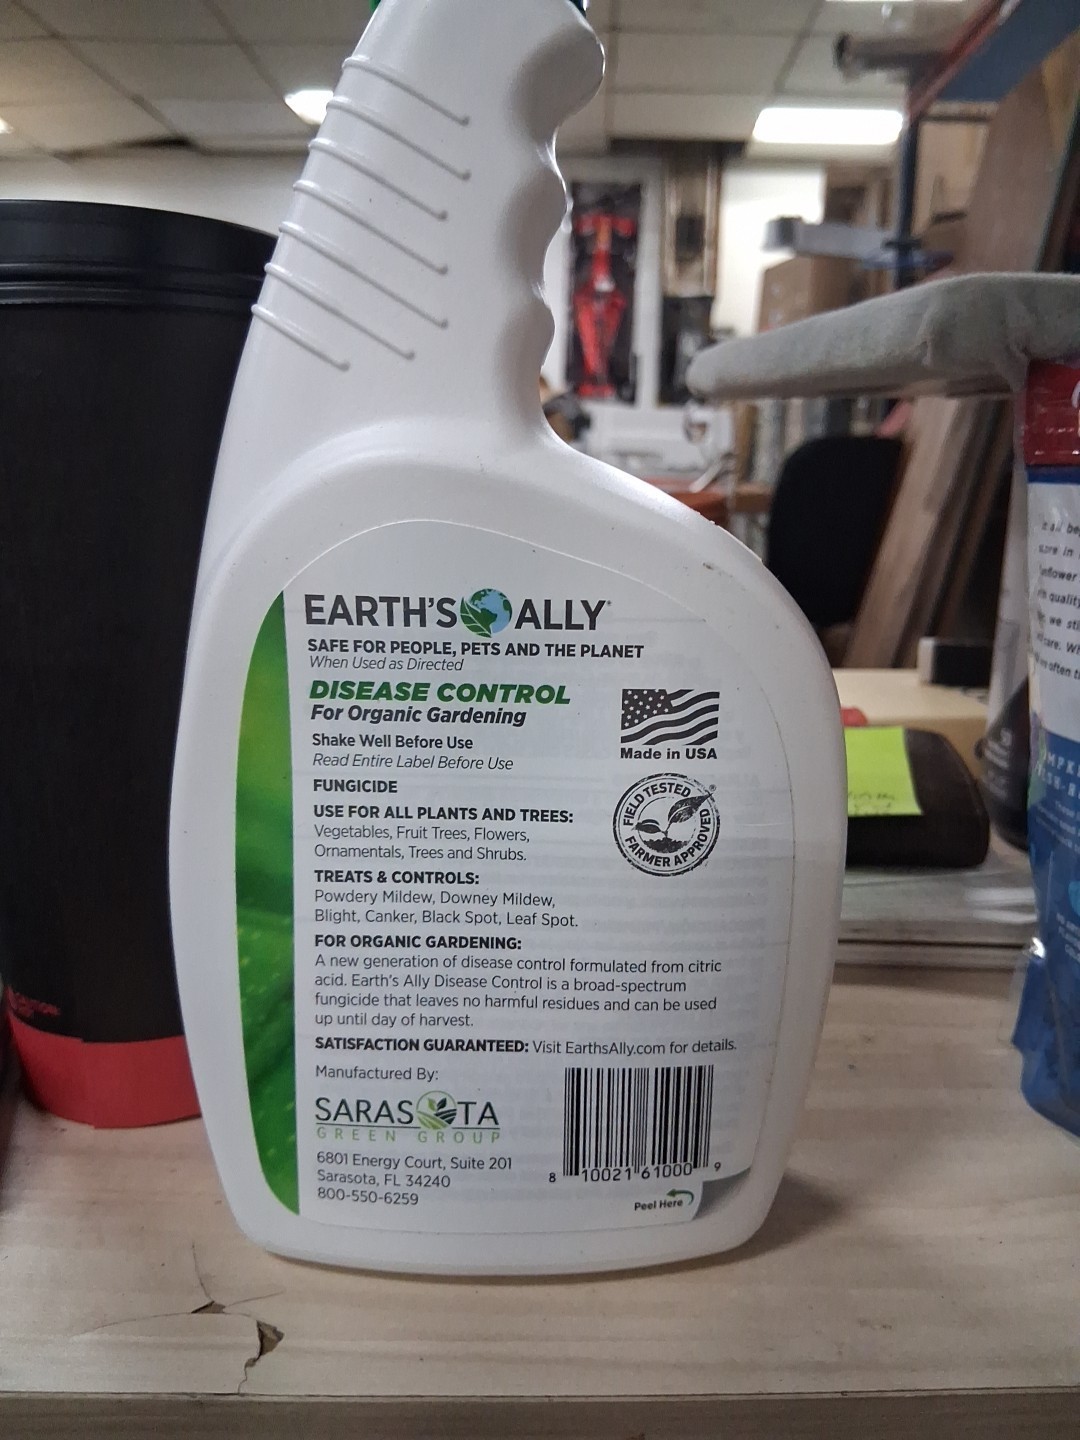 EARTH'S ALLY®
SAFE FOR PEOPLE, PETS AND THE PLANET
When Used as Directed
DISEASE CONTROL
For Organic Gardening
Shake Well Before Use
Read Entire Label Before Use
Made in USA
FUNGICIDE
USE FOR ALL PLANTS AND TREES:
Vegetables, Fruit Trees, Flowers,
Ornamentals, Trees and Shrubs.
FIELD TESTED
FARMER APPROVED
TREATS & CONTROLS:
Powdery Mildew, Downey Mildew,
Blight, Canker, Black Spot, Leaf Spot.
FOR ORGANIC GARDENING:
A new generation of disease control formulated from citric
acid. Earth's Ally Disease Control is a broad-spectrum
fungicide that leaves no harmful residues and can be used
up until day of harvest.
SATISFACTION GUARANTEED: Visit EarthsAlly.com for details.
Manufactured By:
SARASOTA
GREEN GROUP
6801 Energy Court, Suite 201
Sarasota, FL 34240
800-550-6259
8 10021 61000 9
Peel Here
in
quality
we
often